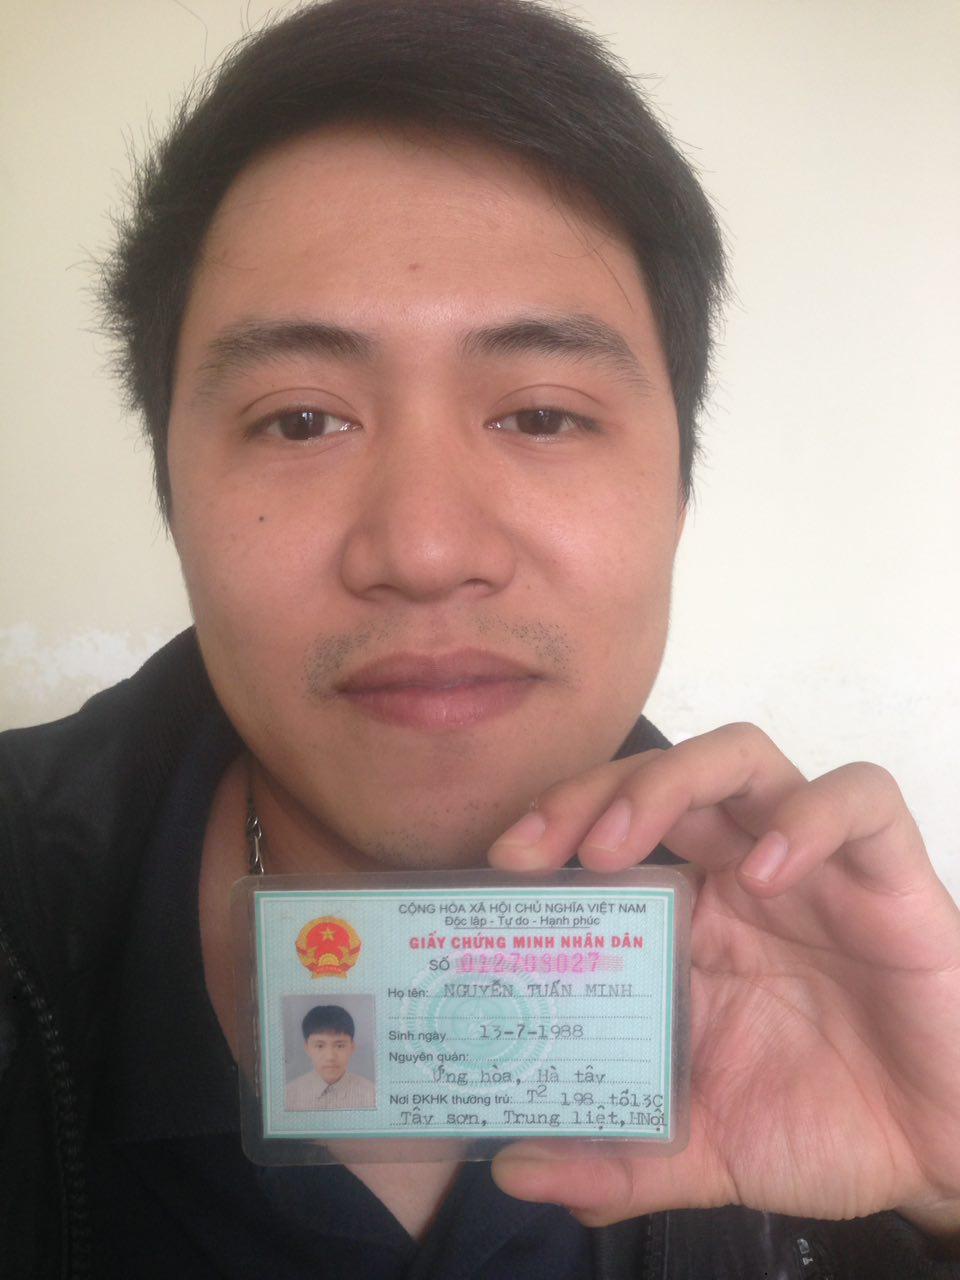 CỘNG HÒA XÃ HỘI CHỦ NGHĨA VIỆT NAM
Độc lập - Tự do - Hạnh phúc
GIẤY CHỨNG MINH NHÂN DÂN
SỐ 012703027
Họ tên: NGUYỄN TUẤN MINH
Sinh ngày 13-7-1988
Nguyên quán:
Ứng hòa, Hà tây
Nơi ĐKHK thường trú: T2 198 tổ13C
Tây sơn, Trung liệt, HNội